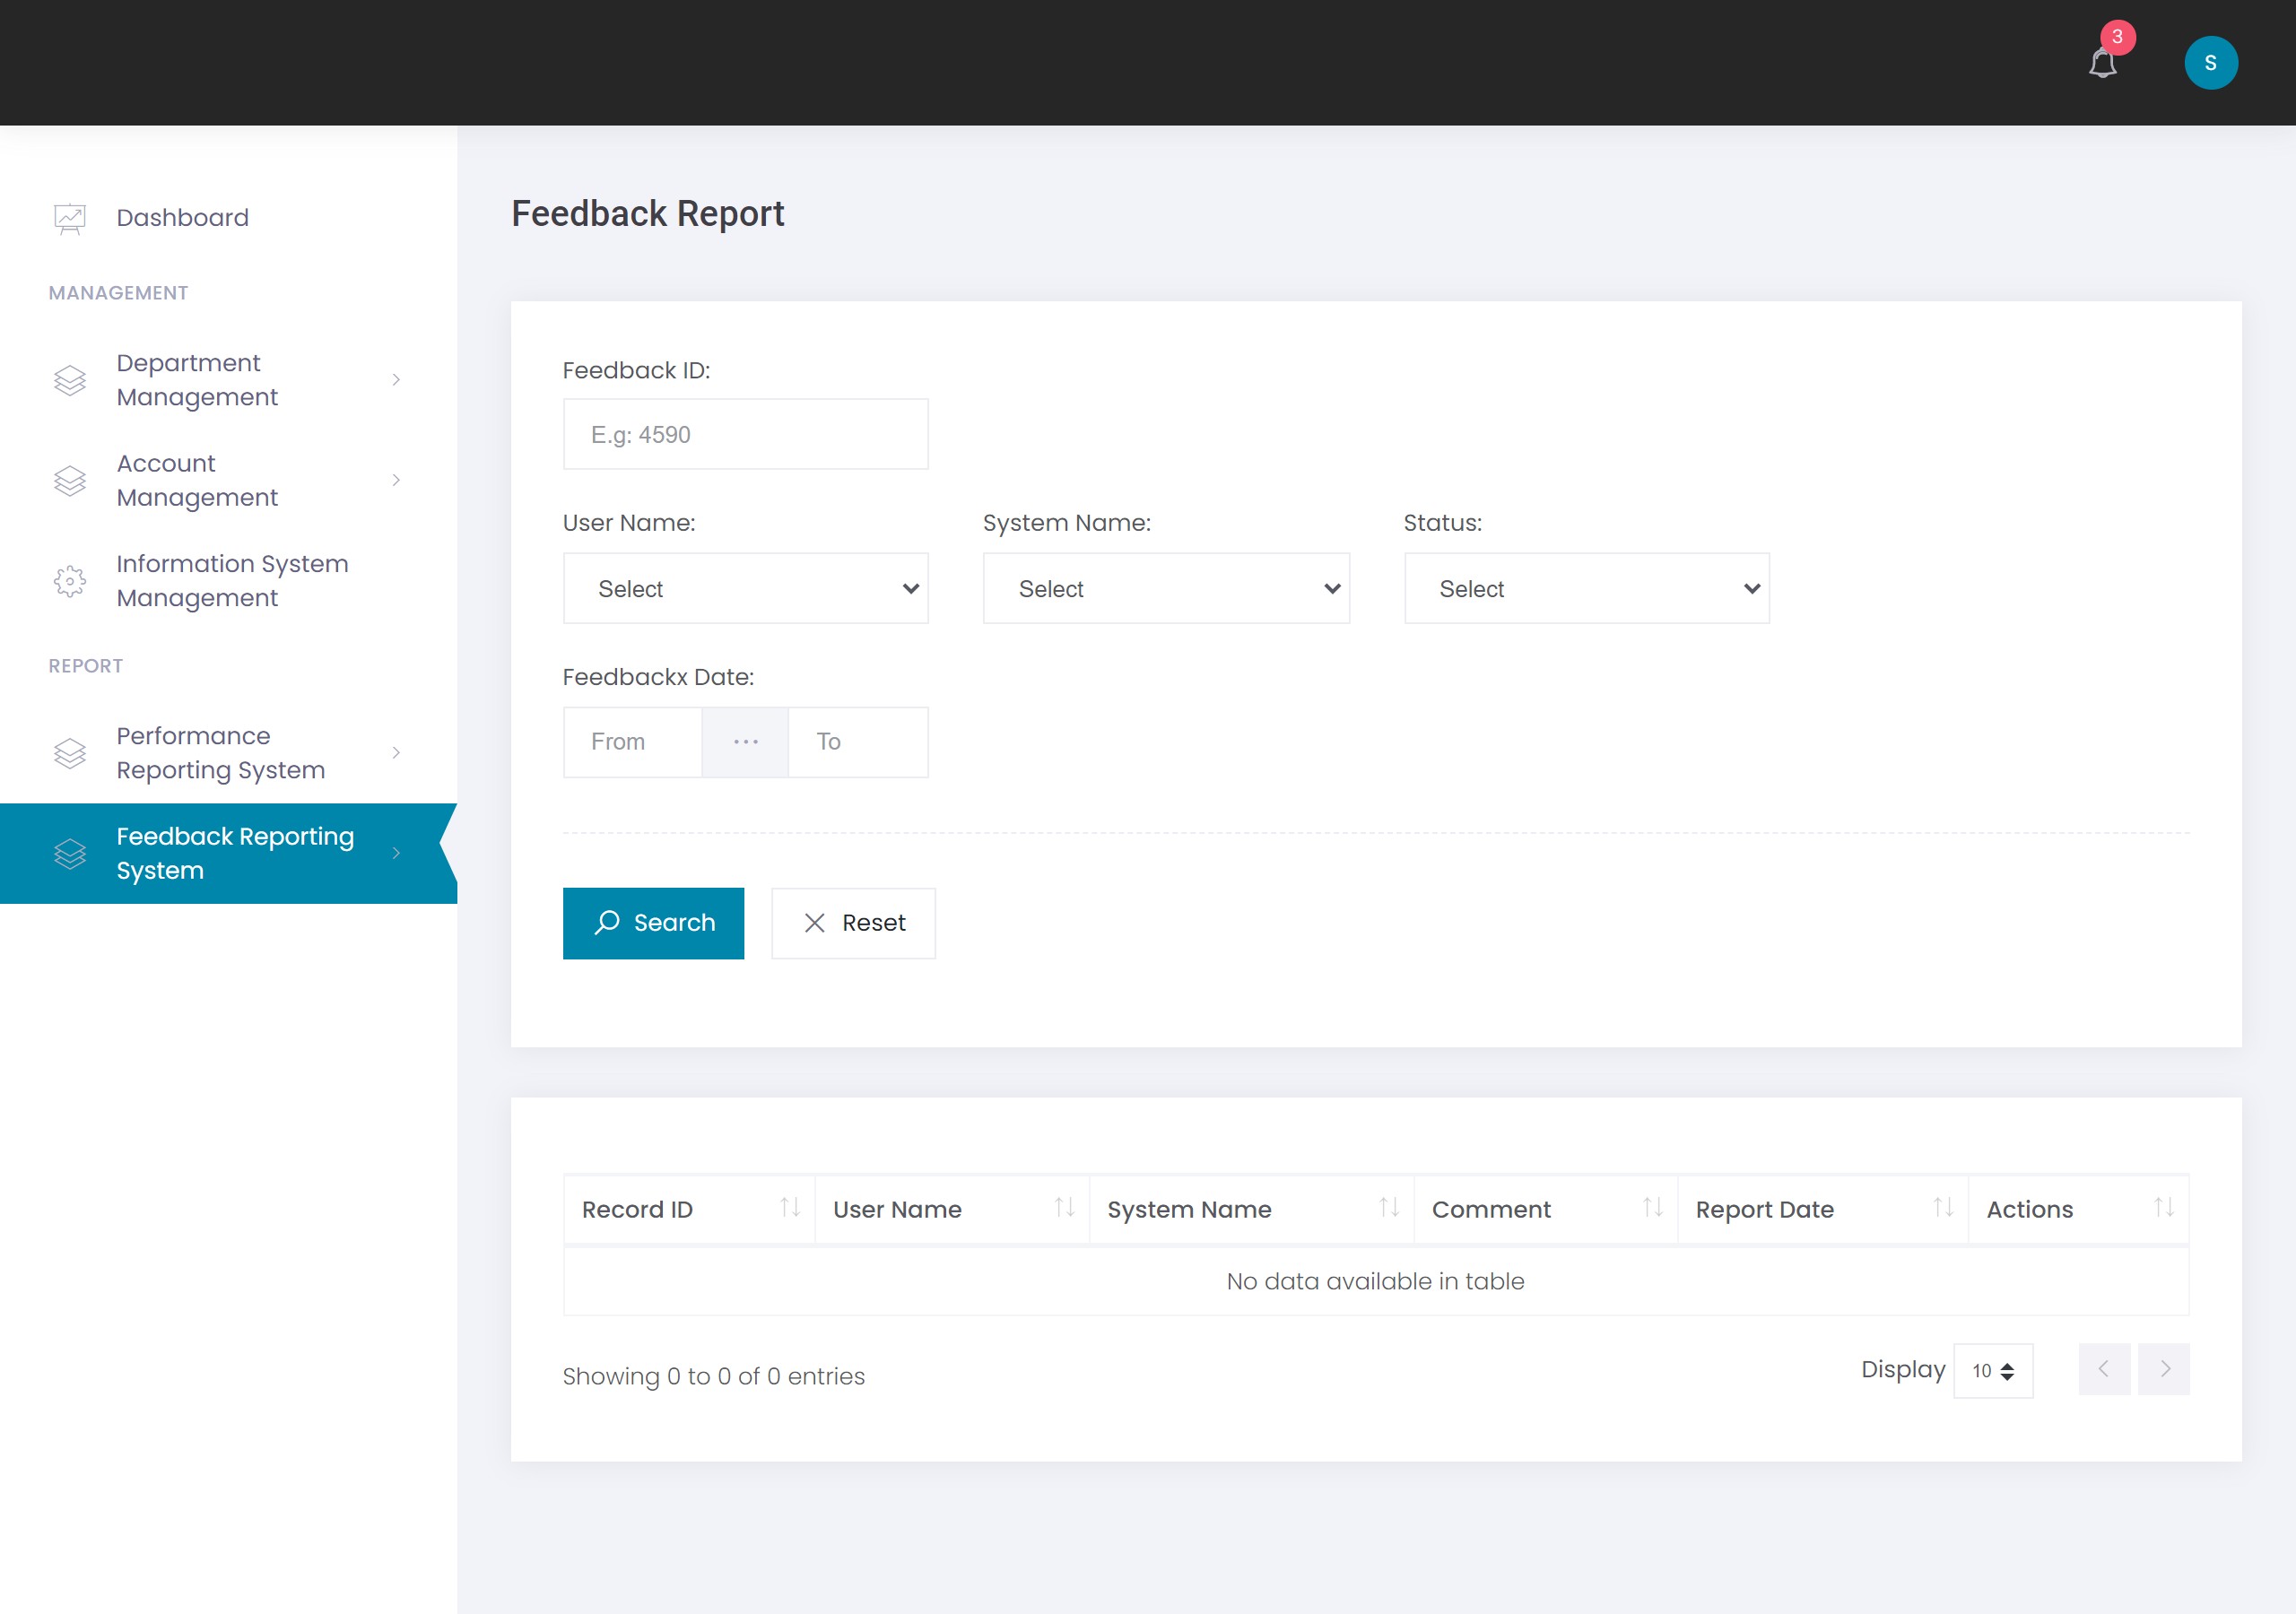 3
S
Dashboard
MANAGEMENT
Department
Management
Account
Management
Information System
Management
REPORT
Performance
Reporting System
Feedback Reporting
System
Feedback Report
Feedback ID:
E.g: 4590
User Name: System Name: Status:
Select Select Select
Feedbackx Date:
From ... To
Search Reset
Record ID User Name System Name Comment Report Date Actions
No data available in table
Showing 0 to 0 of 0 entries Display 10